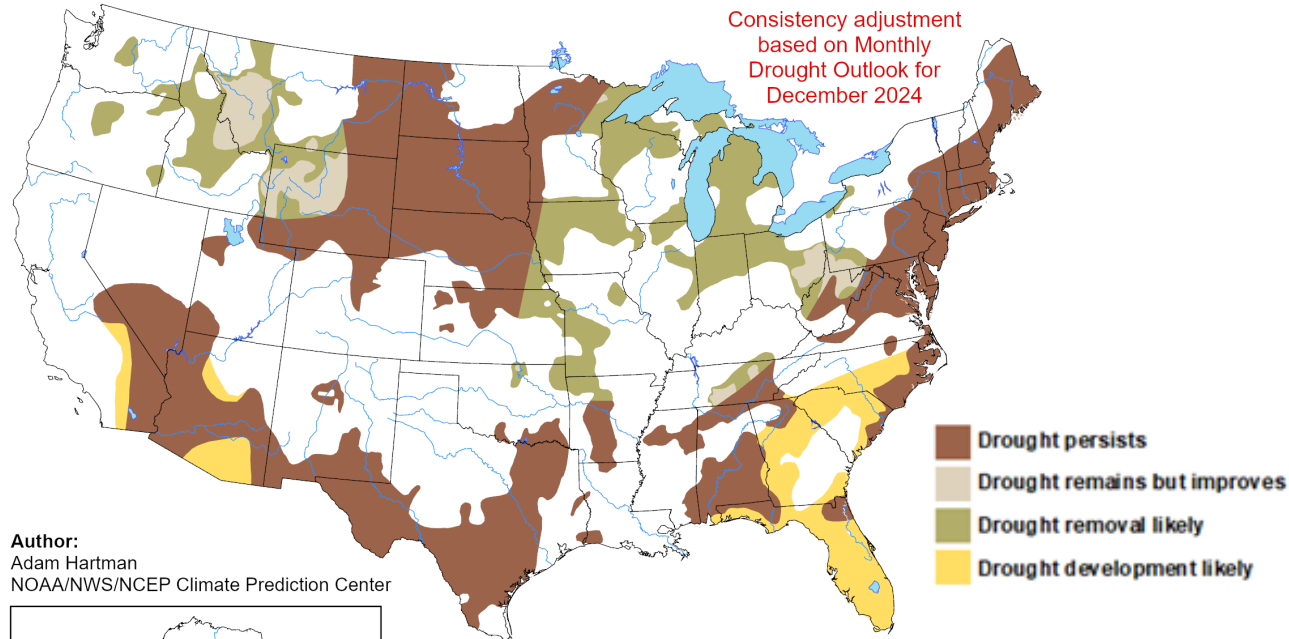 Consistency adjustment
based on Monthly
Drought Outlook for
December 2024
Drought persists
Drought remains but improves
Drought removal likely
Drought development likely
Author:
Adam Hartman
NOAA/NWS/NCEP Climate Prediction Center